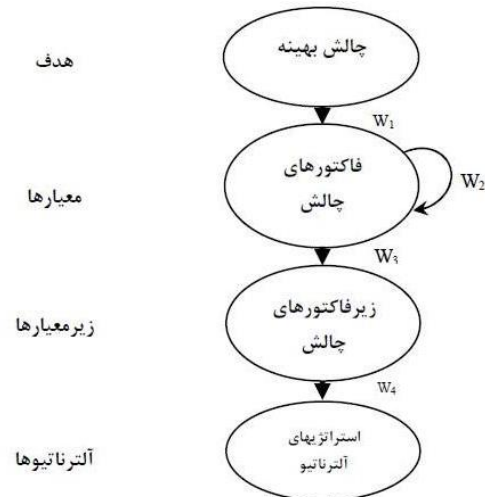 چالش بهینه
هدف
W₁
فاکتورهای
چالش
W₂
معیارها
W₃
زیرفاکتورهای
چالش
زیرمعیارها
W₄
استراتژیهای
آلترناتیو
آلترناتیوها